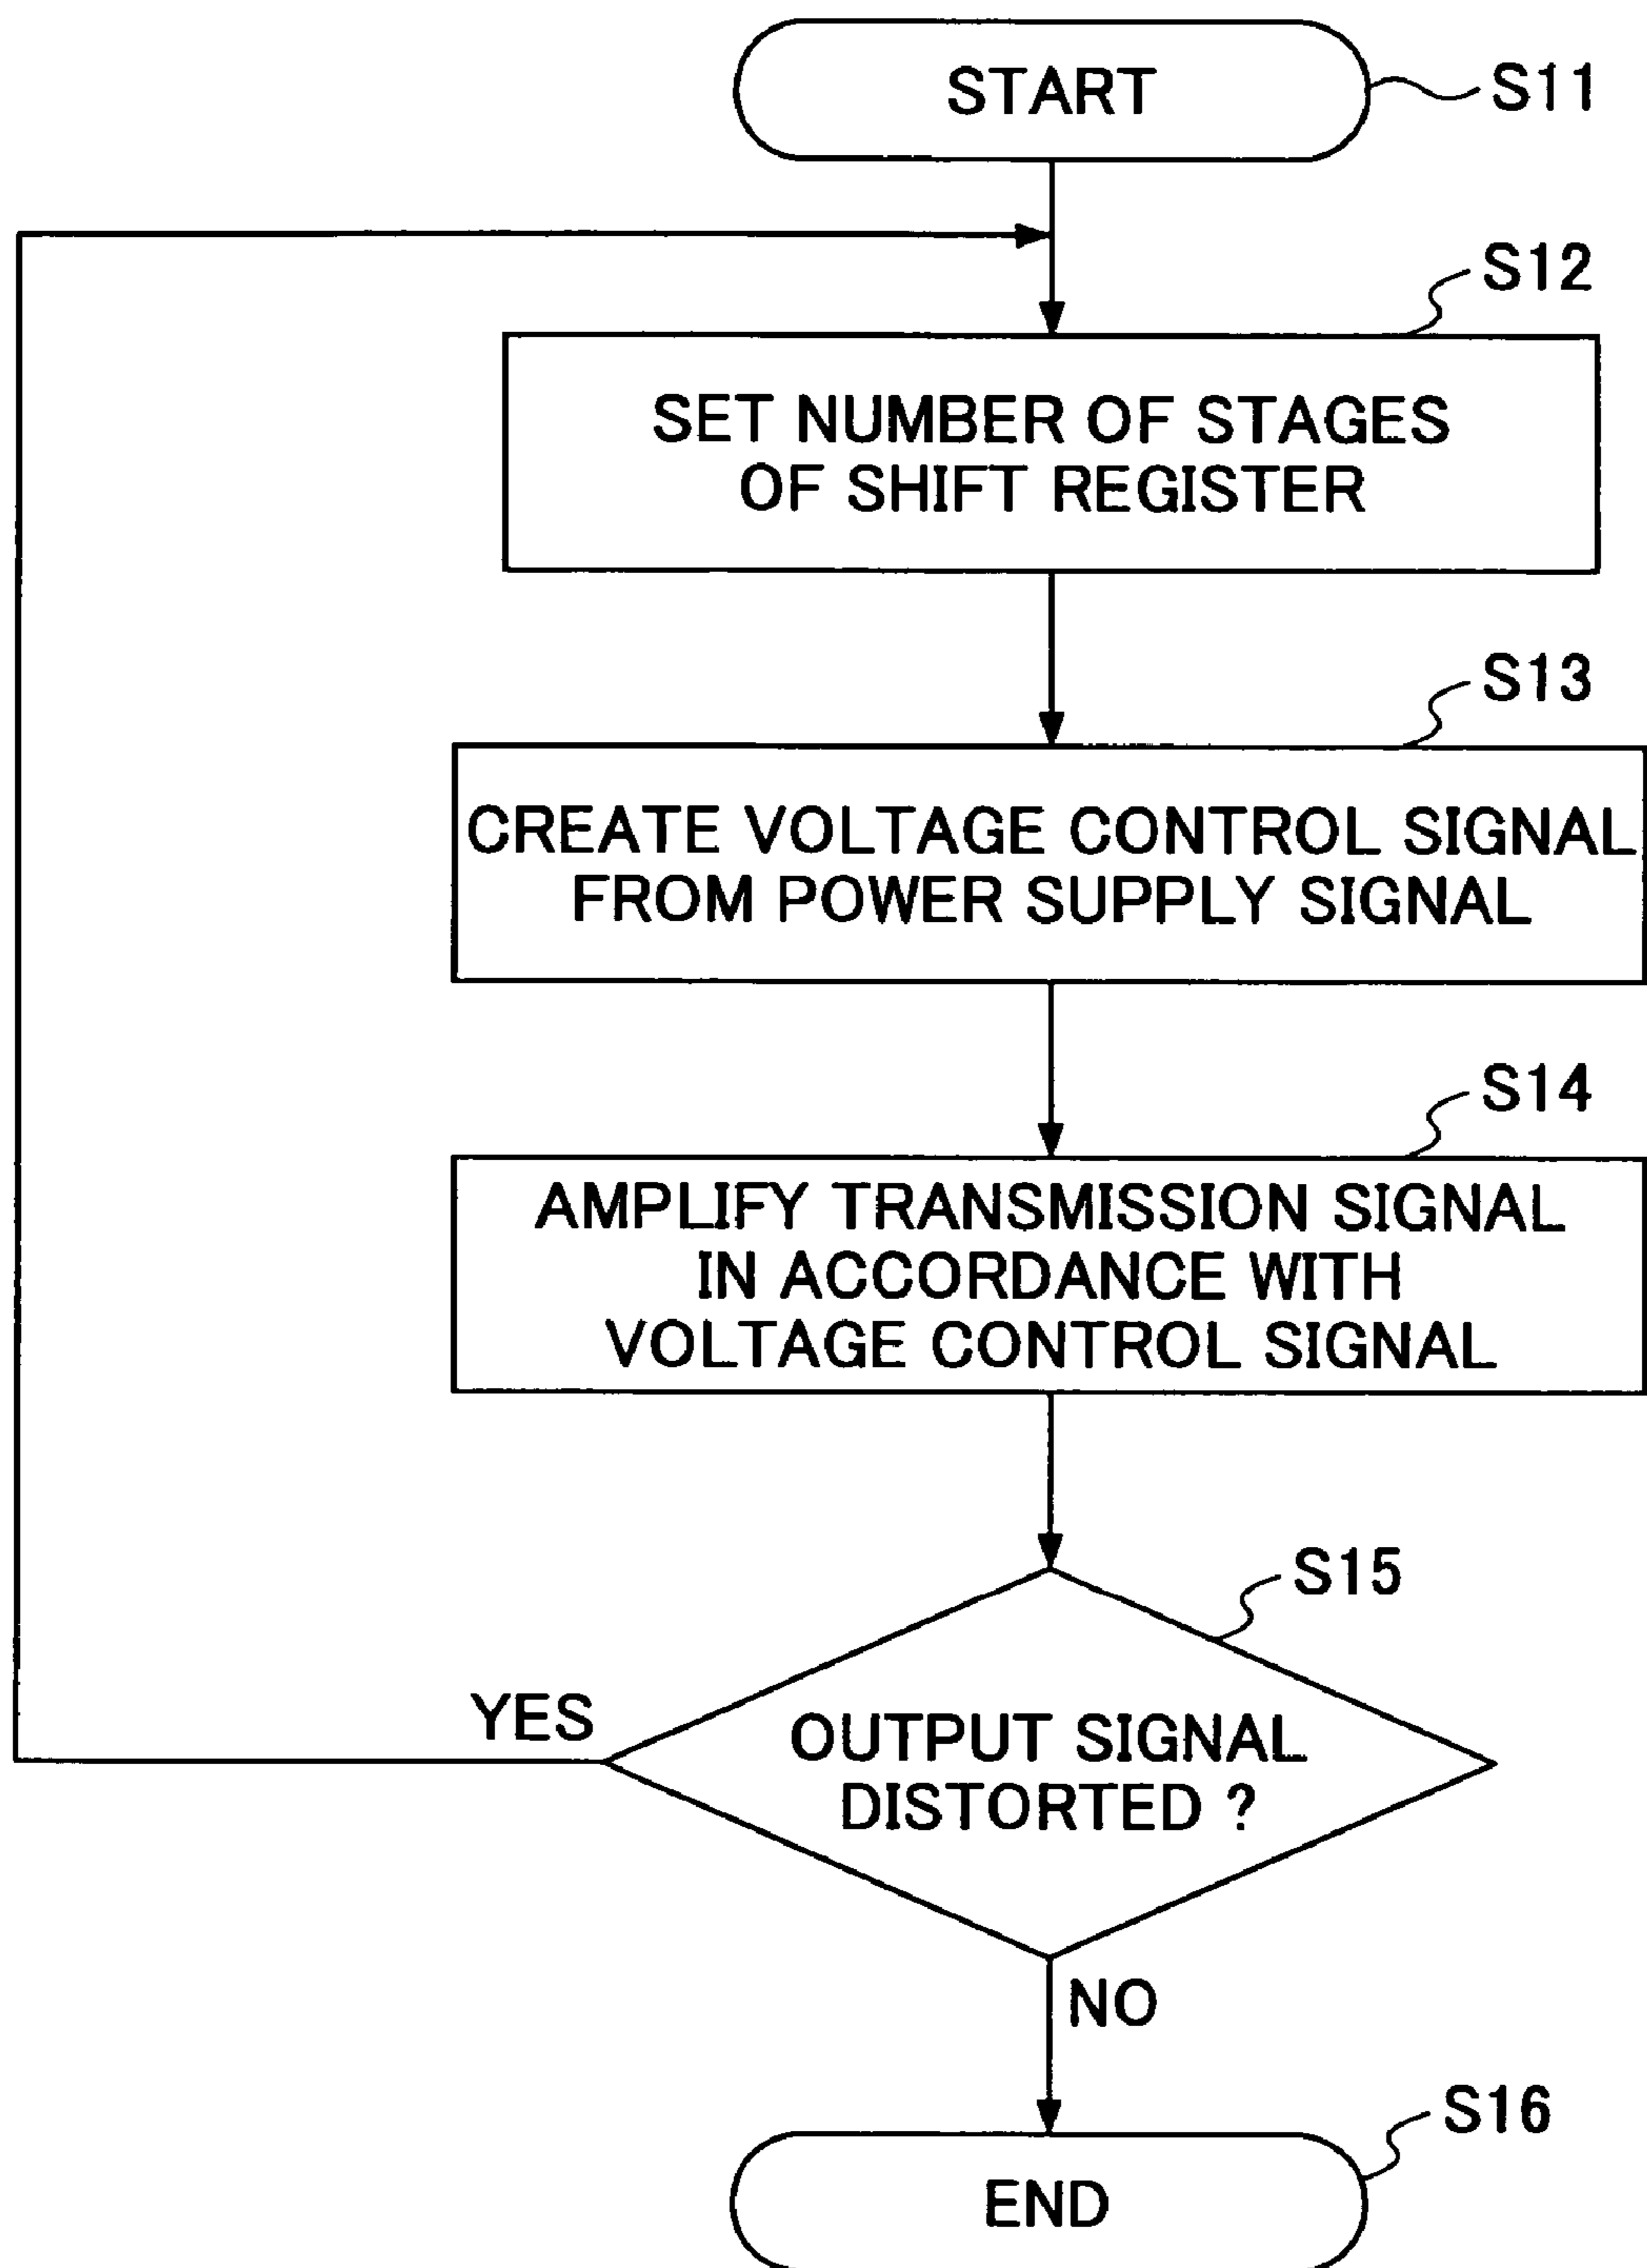 START
S11
S12
SET NUMBER OF STAGES
OF SHIFT REGISTER
S13
CREATE VOLTAGE CONTROL SIGNAL
FROM POWER SUPPLY SIGNAL
S14
AMPLIFY TRANSMISSION SIGNAL
IN ACCORDANCE WITH
VOLTAGE CONTROL SIGNAL
S15
YES
OUTPUT SIGNAL
DISTORTED ?
NO
S16
END